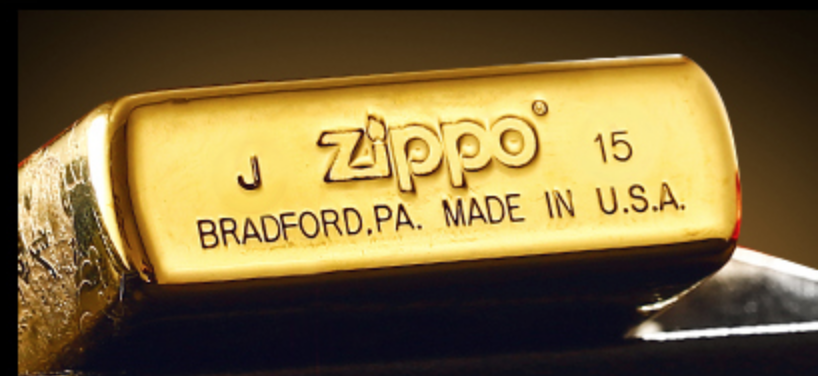 J zippo® 15
BRADFORD,PA. MADE IN U.S.A.